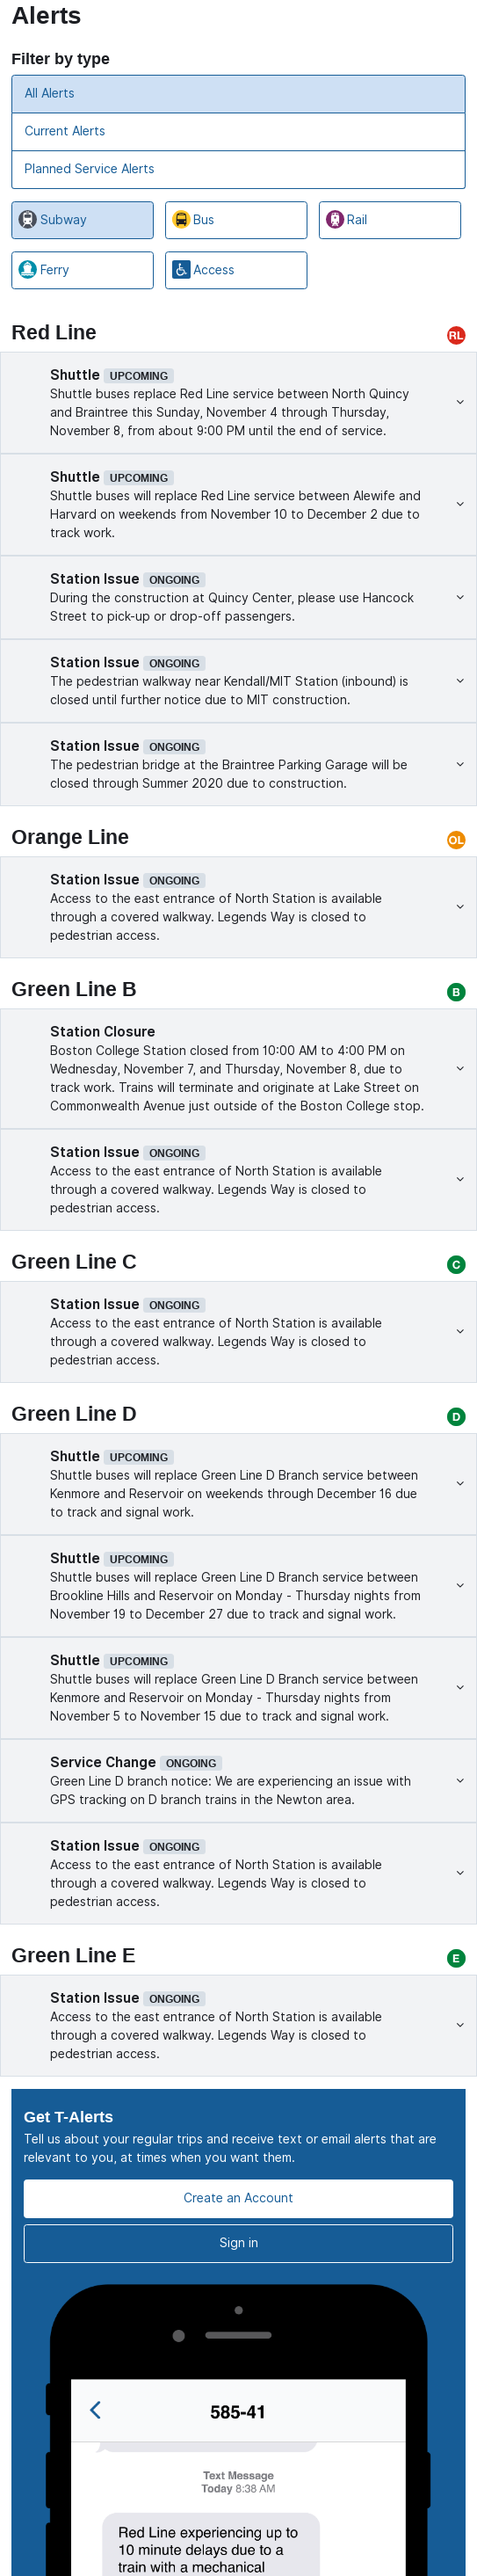 Alerts
Filter by type
All Alerts
Current Alerts
Planned Service Alerts
Subway
Bus
Rail
Ferry
Access
Red Line
RL
Shuttle UPCOMING
Shuttle buses replace Red Line service between North Quincy
and Braintree this Sunday, November 4 through Thursday,
November 8, from about 9:00 PM until the end of service.
Shuttle UPCOMING
Shuttle buses will replace Red Line service between Alewife and
Harvard on weekends from November 10 to December 2 due to
track work.
Station Issue ONGOING
During the construction at Quincy Center, please use Hancock
Street to pick-up or drop-off passengers.
Station Issue ONGOING
The pedestrian walkway near Kendall/MIT Station (inbound) is
closed until further notice due to MIT construction.
Station Issue ONGOING
The pedestrian bridge at the Braintree Parking Garage will be
closed through Summer 2020 due to construction.
Orange Line
OL
Station Issue ONGOING
Access to the east entrance of North Station is available
through a covered walkway. Legends Way is closed to
pedestrian access.
Green Line B
B
Station Closure
Boston College Station closed from 10:00 AM to 4:00 PM on
Wednesday, November 7, and Thursday, November 8, due to
track work. Trains will terminate and originate at Lake Street on
Commonwealth Avenue just outside of the Boston College stop.
Station Issue ONGOING
Access to the east entrance of North Station is available
through a covered walkway. Legends Way is closed to
pedestrian access.
Green Line C
C
Station Issue ONGOING
Access to the east entrance of North Station is available
through a covered walkway. Legends Way is closed to
pedestrian access.
Green Line D
D
Shuttle UPCOMING
Shuttle buses will replace Green Line D Branch service between
Kenmore and Reservoir on weekends through December 16 due
to track and signal work.
Shuttle UPCOMING
Shuttle buses will replace Green Line D Branch service between
Brookline Hills and Reservoir on Monday - Thursday nights from
November 19 to December 27 due to track and signal work.
Shuttle UPCOMING
Shuttle buses will replace Green Line D Branch service between
Kenmore and Reservoir on Monday - Thursday nights from
November 5 to November 15 due to track and signal work.
Service Change ONGOING
Green Line D branch notice: We are experiencing an issue with
GPS tracking on D branch trains in the Newton area.
Station Issue ONGOING
Access to the east entrance of North Station is available
through a covered walkway. Legends Way is closed to
pedestrian access.
Green Line E
E
Station Issue ONGOING
Access to the east entrance of North Station is available
through a covered walkway. Legends Way is closed to
pedestrian access.
Get T-Alerts
Tell us about your regular trips and receive text or email alerts that are
relevant to you, at times when you want them.
Create an Account
Sign in
585-41
Text Message
Today 8:38 AM
Red Line experiencing up to
10 minute delays due to a
train with a mechanical